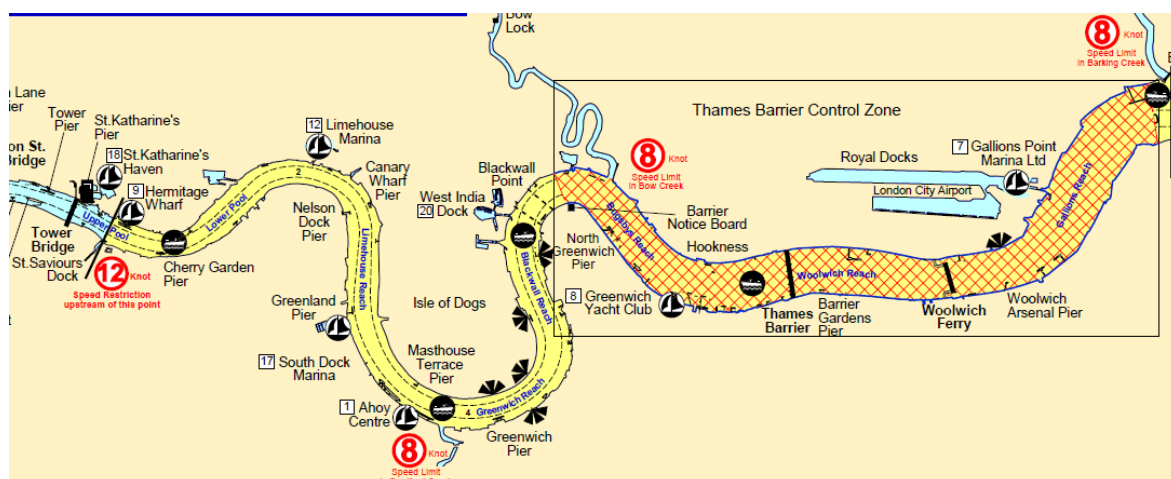 Bow
Lock
8
Knot
Speed Limit
in Barking Creek
Thames Barrier Control Zone
Lane
Tower
Pier
St.Katharine's
Pier
on St.
Bridge
18 St.Katharine's
Haven
9 Hermitage
Wharf
12 Limehouse
Marina
2
Canary
Wharf
Pier
Lower Pool
Upper Pool
Tower
Bridge
St.Saviours
Dock
12
Knot
Speed Restriction
upstream of this point
Cherry Garden
Pier
Nelson
Dock
Pier
Limehouse Reach
Greenland
Pier
Isle of Dogs
17 South Dock
Marina
Masthouse
Terrace
Pier
1 Ahoy
Centre
4
Greenwich Reach
Greenwich
Pier
8
Knot
Speed Limit
Blackwall
Point
West India
20 Dock
Blackwall Reach
8
Knot
Speed Limit
in Bow Creek
Bugsbys Reach
North
Greenwich
Pier
Barrier
Notice Board
Hookness
8 Greenwich
Yacht Club
Thames
Barrier
Woolwich Reach
Barrier
Gardens
Pier
Woolwich
Ferry
Woolwich
Arsenal Pier
Royal Docks
London City Airport
7 Gallions Point
Marina Ltd
Gallions Reach